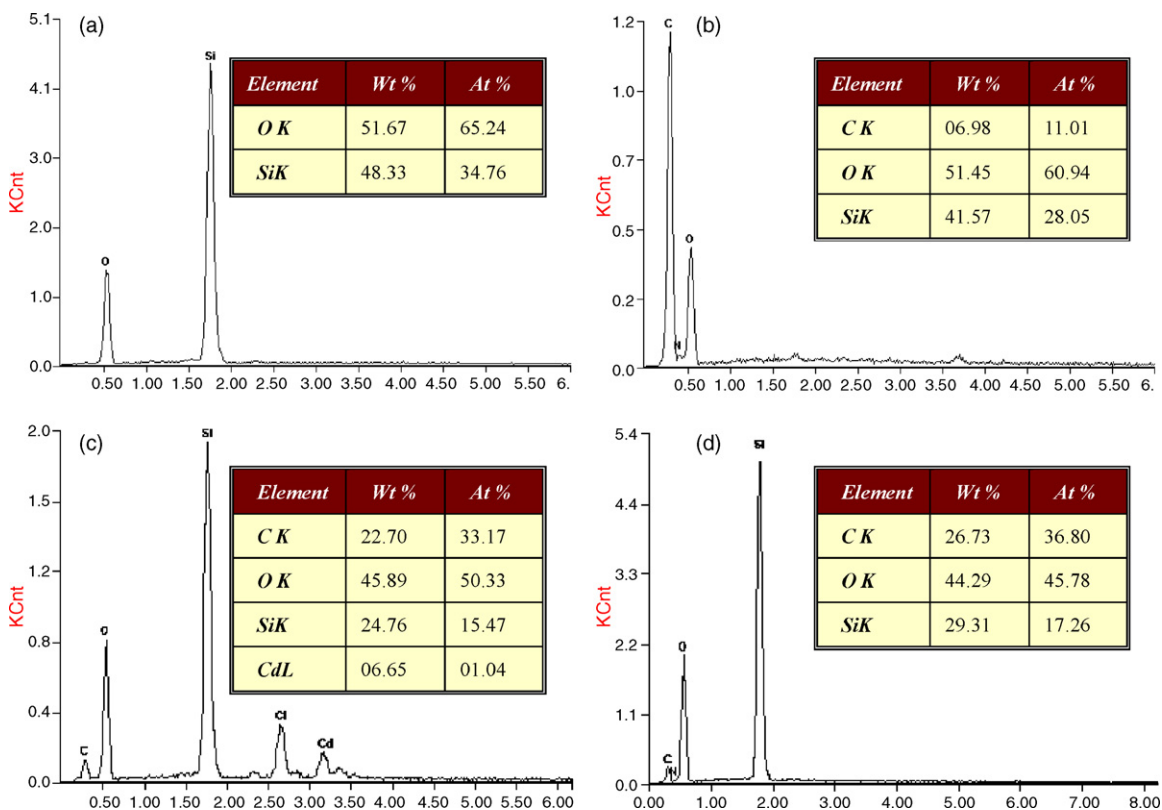 (a)
5.1
4.1
3.0
2.0
1.0
0.0
KCnt
O
Si
0.50 1.00 1.50 2.00 2.50 3.00 3.50 4.00 4.50 5.00 5.50 6.
Element Wt % At %
O K 51.67 65.24
SiK 48.33 34.76
(b)
1.2
1.0
0.7
0.5
0.2
0.0
KCnt
C
N
O
0.50 1.00 1.50 2.00 2.50 3.00 3.50 4.00 4.50 5.00 5.50 6.
Element Wt % At %
C K 06.98 11.01
O K 51.45 60.94
SiK 41.57 28.05
(c)
2.0
1.5
1.2
0.8
0.4
0.0
KCnt
C
O
Si
Cl
Cd
0.50 1.00 1.50 2.00 2.50 3.00 3.50 4.00 4.50 5.00 5.50 6.00
Element Wt % At %
C K 22.70 33.17
O K 45.89 50.33
SiK 24.76 15.47
CdL 06.65 01.04
(d)
5.4
4.4
3.3
2.2
1.1
0.0
KCnt
C
N
O
Si
0.00 1.00 2.00 3.00 4.00 5.00 6.00 7.00 8.00
Element Wt % At %
C K 26.73 36.80
O K 44.29 45.78
SiK 29.31 17.26